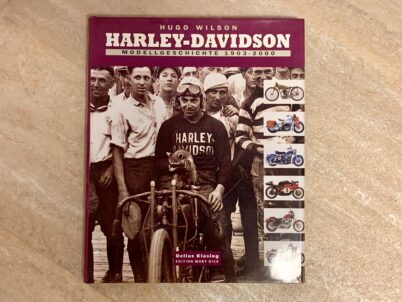 HUGO WILSON
HARLEY-DAVIDSON
MODELLGESCHICHTE 1903-2000
HARLEY
DAVIDSON
Delius Klasing
EDITION MOBY DICK